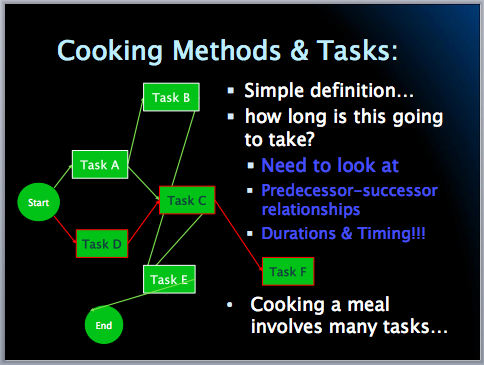 Cooking Methods & Tasks:
Task B
Task A
Start
Task C
Task D
Task E
End
Task F
Simple definition…
how long is this going
to take?
Need to look at
Predecessor-successor
relationships
Durations & Timing!!!
Cooking a meal
involves many tasks…